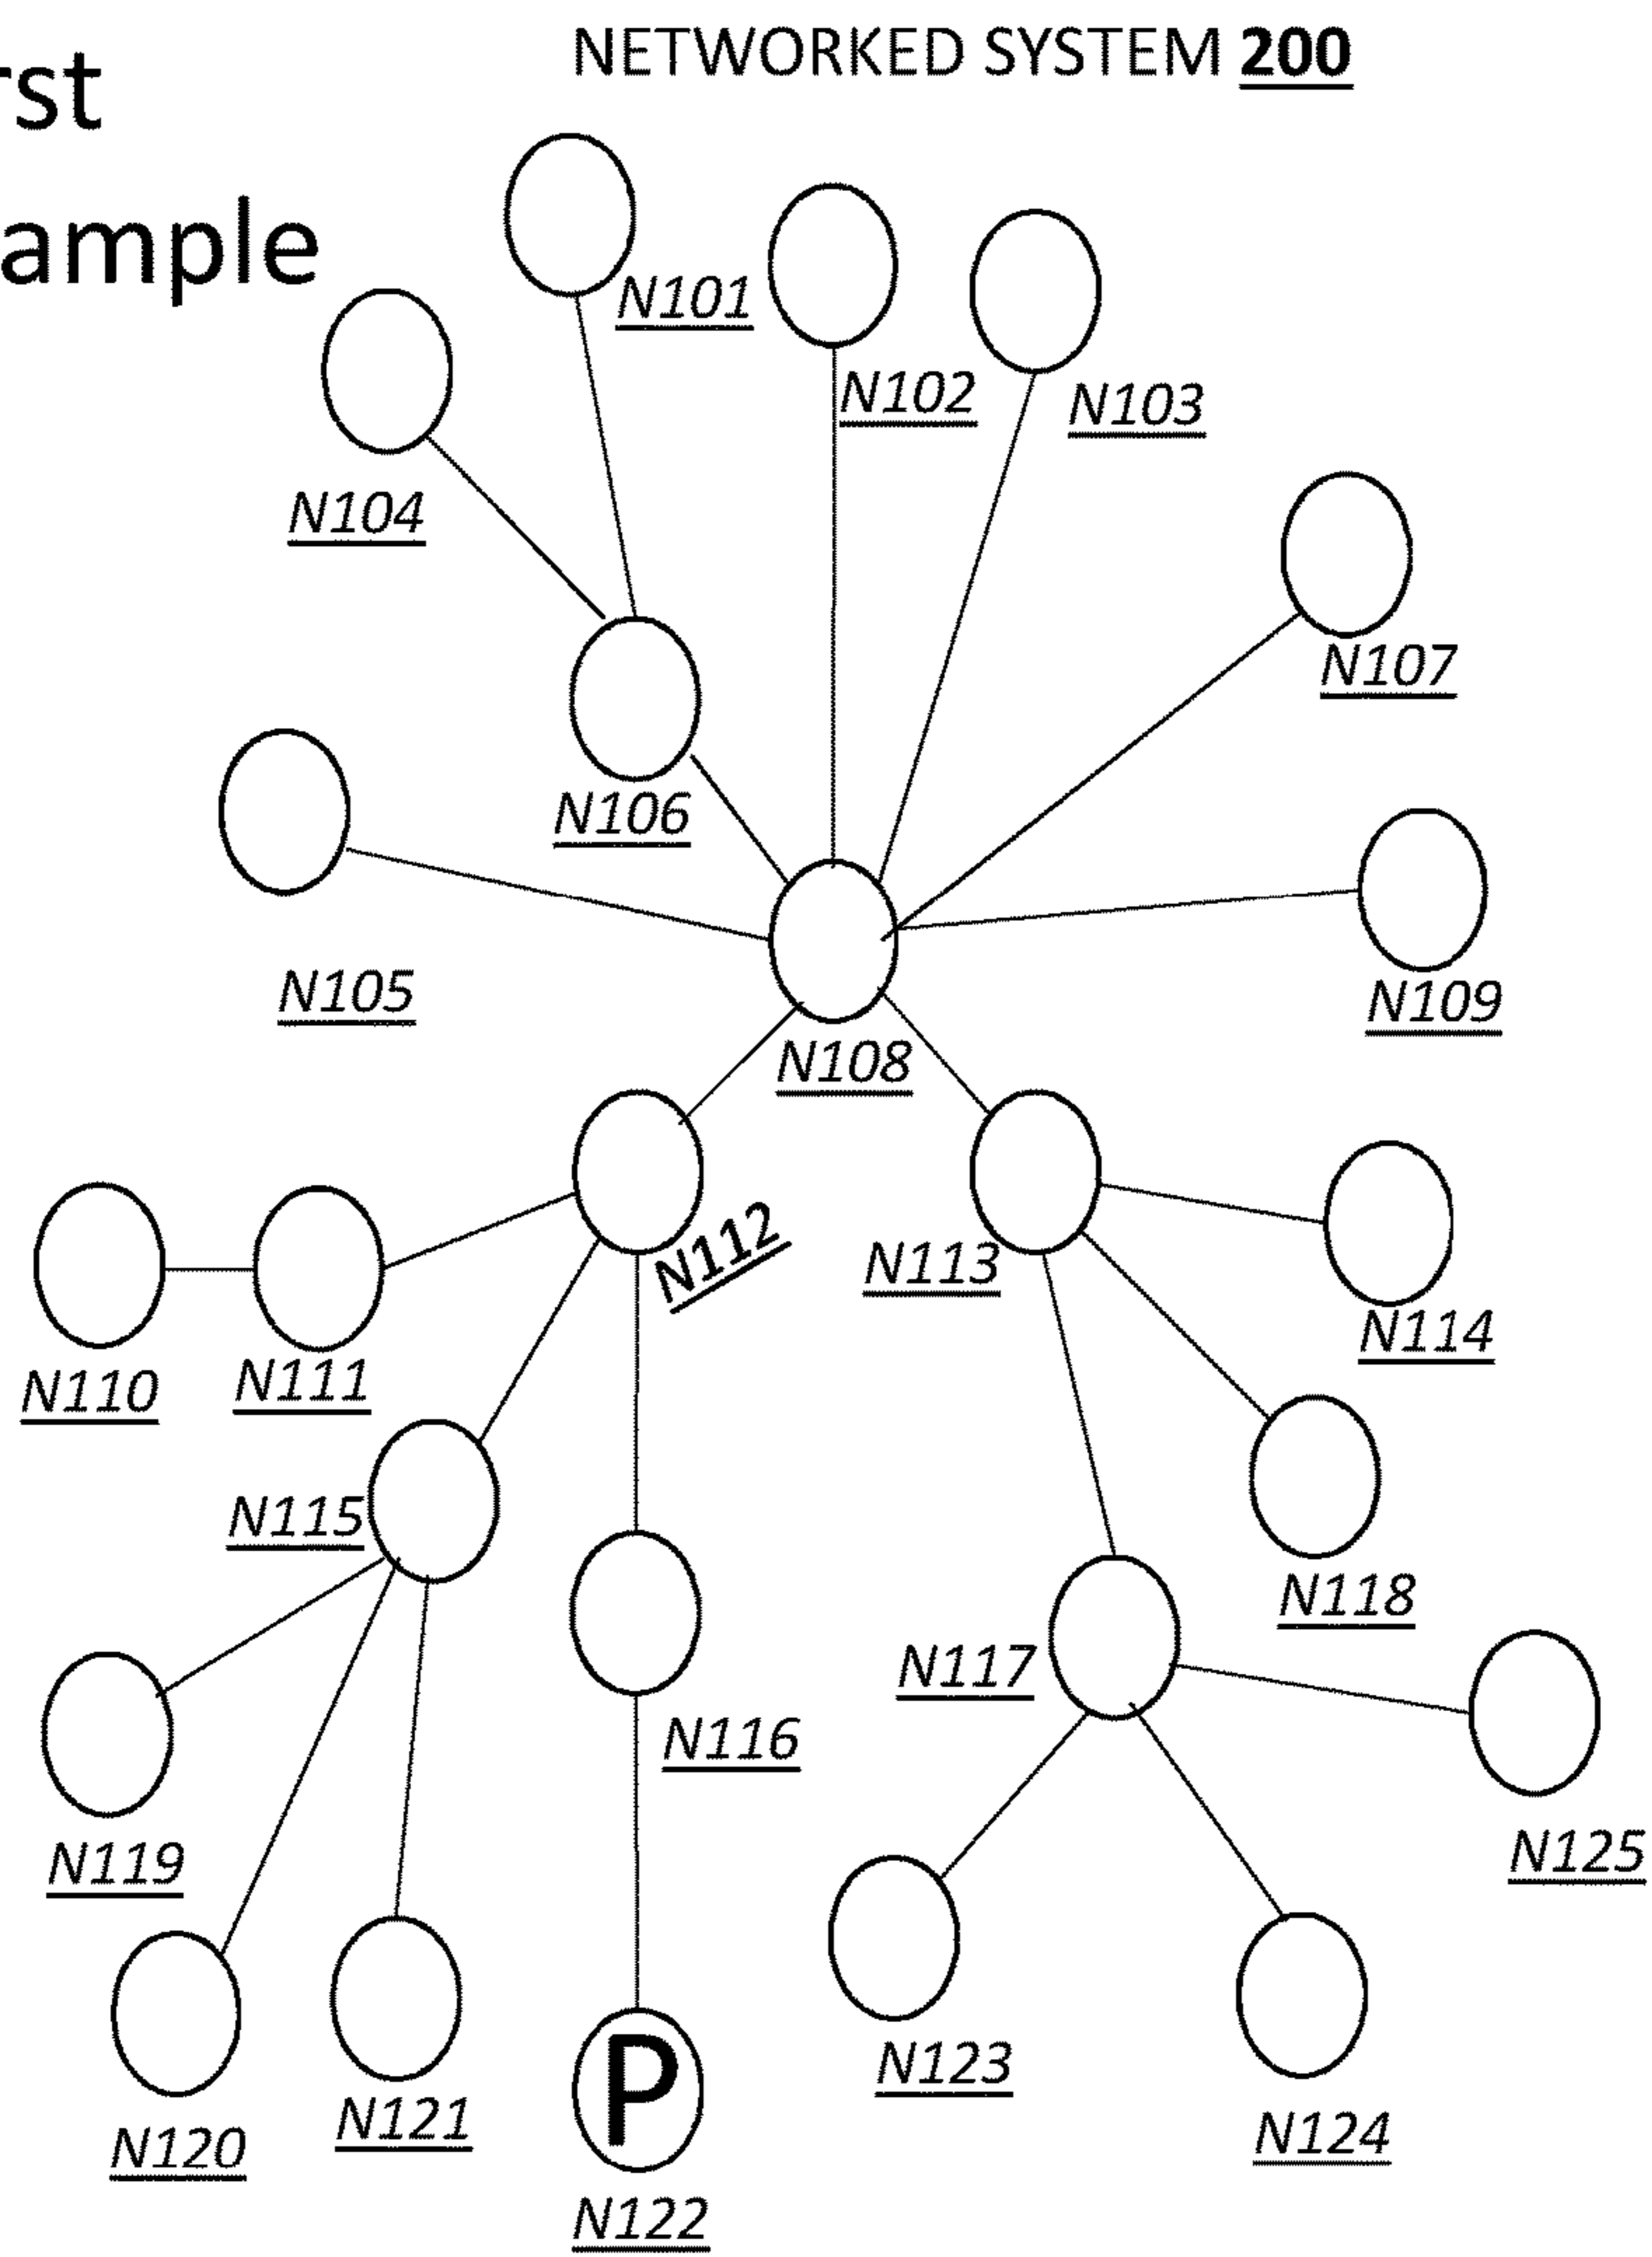 NETWORKED SYSTEM 200
rst
ample
N101
N102
N103
N104
N107
N106
N105
N109
N108
N112
N113
N114
N110
N111
N115
N118
N117
N116
N119
N125
N123
N121
N120
N124
P
N122